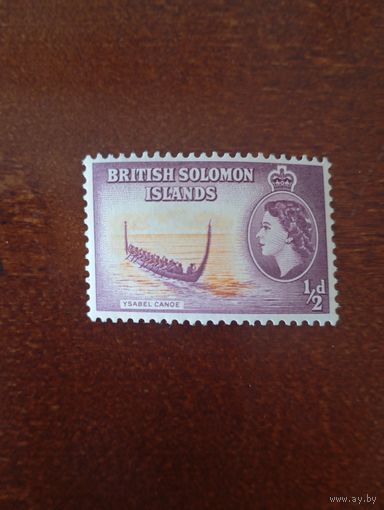 BRITISH SOLOMON
ISLANDS
1/2d
YSABEL CANOE
www.ay.by